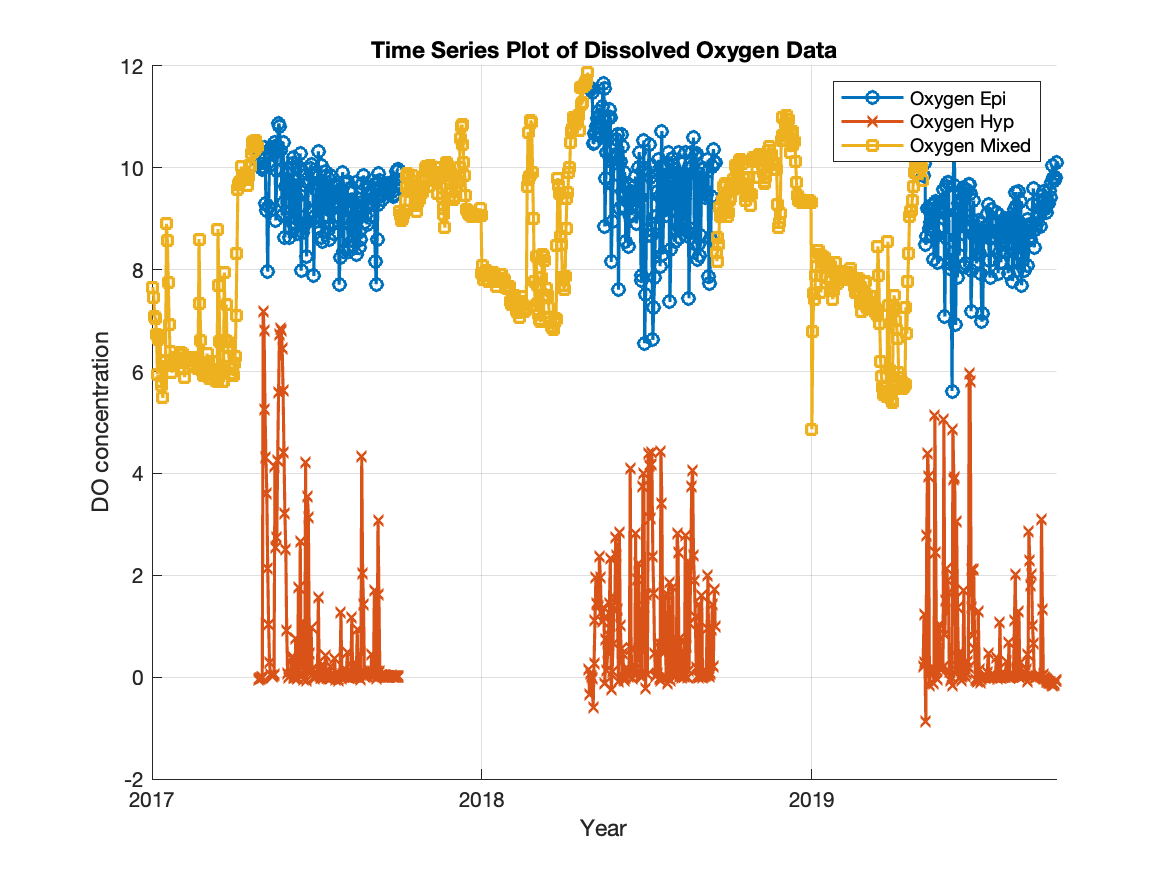 Time Series Plot of Dissolved Oxygen Data
12
10
8
6
4
2
0
-2
DO concentration
Oxygen Epi
Oxygen Hyp
Oxygen Mixed
2017
2018
2019
Year